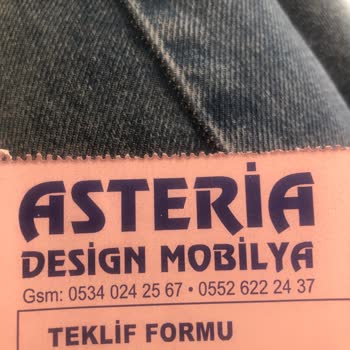 ASTERİA
DESİGN MOBİLYA
Gsm: 0534 024 25 67 • 0552 622 24 37
TEKLİF FORMU